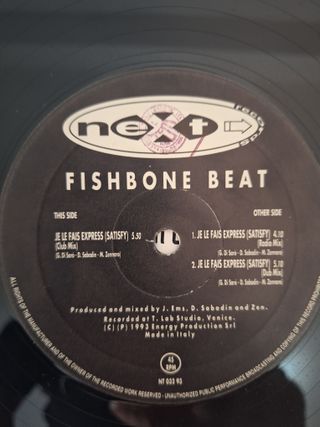 next records
FISHBONE BEAT
THIS SIDE
JE LE FAIS EXPRESS (SATISFY) 5.50
(Club Mix)
(G. Di Sarò - D. Sabadin - M. Zennaro)
OTHER SIDE
1. JE LE FAIS EXPRESS (SATISFY) 4.10
(Radio Mix)
(G. Di Sarò - D. Sabadin - M. Zennaro)
2. JE LE FAIS EXPRESS (SATISFY) 5.10
(Dub Mix)
(G. Di Sarò - D. Sabadin - M. Zennaro)
Produced and mixed by J. Ems, D. Sabadin and Zen.
Recorded at T. Lab Studio, Venice.
(C) (P) 1993 Energy Production Srl
Made in Italy
45
RPM
NT 033 93
ALL RIGHTS OF THE MANUFACTURER AND OF THE OWNER OF THE RECORDED WORK RESERVED - UNAUTHORIZED PUBLIC PERFORMANCE BROADCASTING AND COPYING OF THIS RECORD